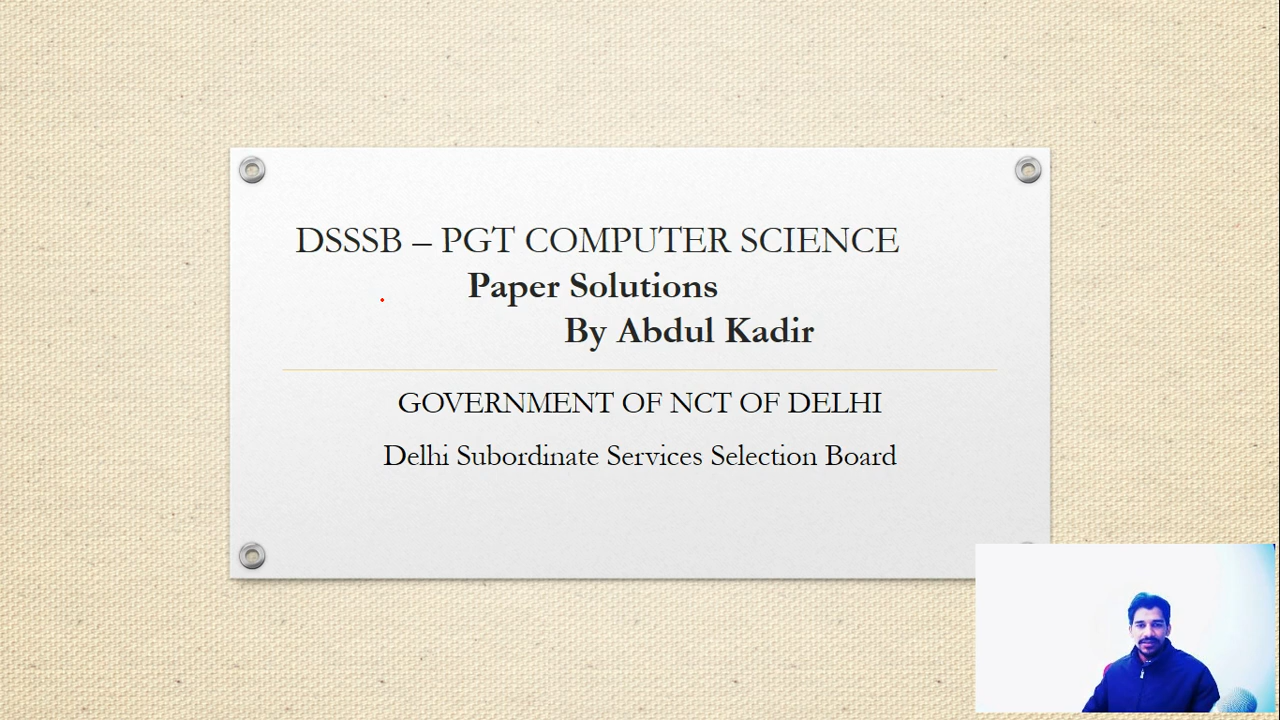 DSSSB – PGT COMPUTER SCIENCE
Paper Solutions
By Abdul Kadir
GOVERNMENT OF NCT OF DELHI
Delhi Subordinate Services Selection Board